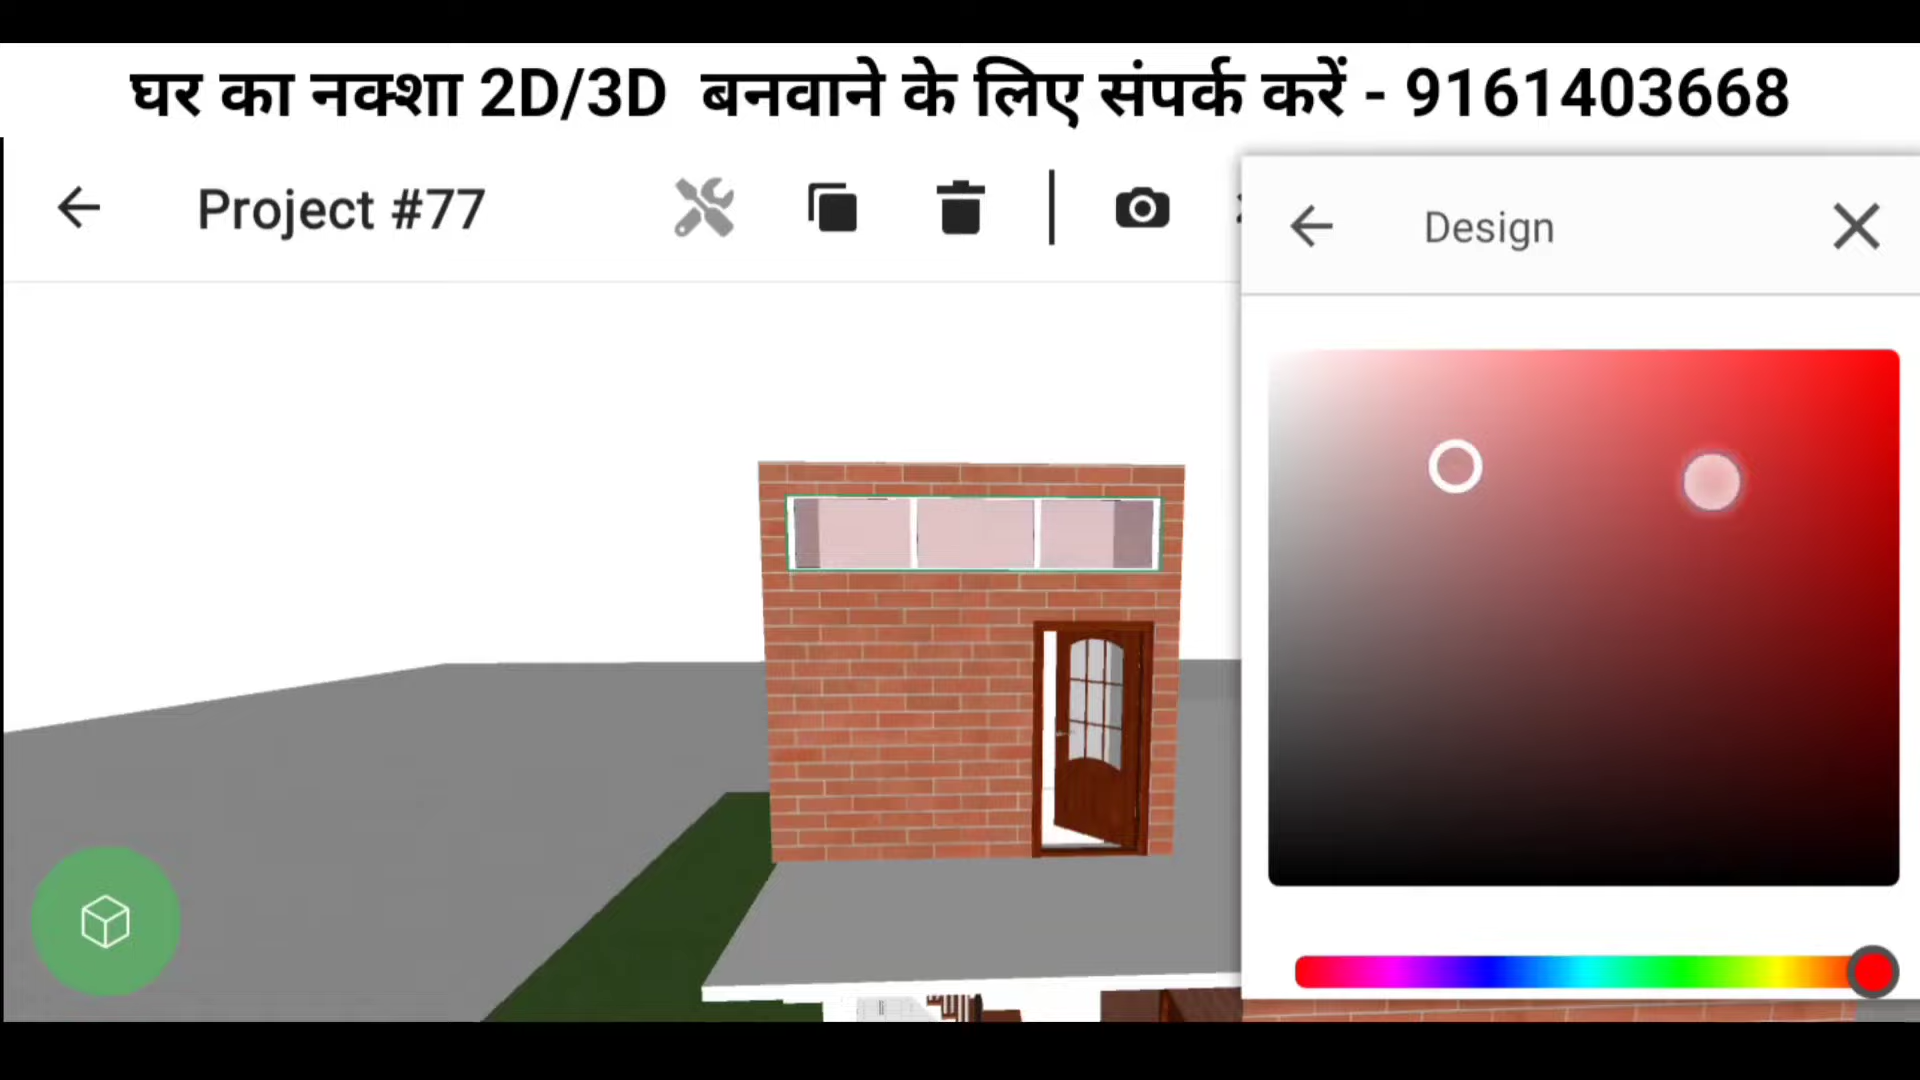 घर का नक्शा 2D/3D बनवाने के लिए संपर्क करें - 9161403668
Project #77
Design